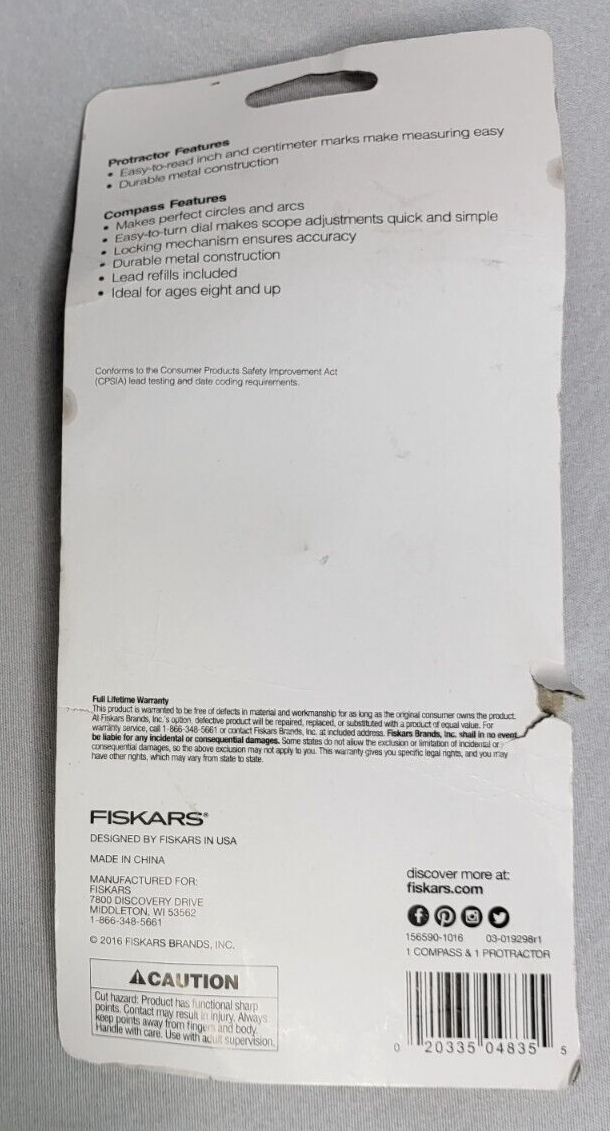 Protractor Features
• Easy-to-read inch and centimeter marks make measuring easy
• Durable metal construction
Compass Features
• Makes perfect circles and arcs
• Easy-to-turn dial makes scope adjustments quick and simple
• Locking mechanism ensures accuracy
• Durable metal construction
• Lead refills included
• Ideal for ages eight and up
Conforms to the Consumer Products Safety Improvement Act
(CPSIA) lead testing and date coding requirements.
Full Lifetime Warranty
This product is warranted to be free of defects in material and workmanship for as long as the original consumer owns the product.
At Fiskars Brands, Inc.'s option, defective product will be repaired, replaced, or substituted with a product of equal value. For
warranty service, call 1-866-348-5661 or contact Fiskars Brands, Inc. at included address. Fiskars Brands, Inc. shall in no event
be liable for any incidental or consequential damages. Some states do not allow the exclusion or limitation of incidental or
consequential damages, so the above exclusion may not apply to you. This warranty gives you specific legal rights, and you may
have other rights, which may vary from state to state.
FISKARS®
DESIGNED BY FISKARS IN USA
MADE IN CHINA
MANUFACTURED FOR:
FISKARS
7800 DISCOVERY DRIVE
MIDDLETON, WI 53562
1-866-348-5661
© 2016 FISKARS BRANDS, INC.
⚠CAUTION
Cut hazard: Product has functional sharp
points. Contact may result in injury. Always
keep points away from fingers and body.
Handle with care. Use with adult supervision.
discover more at:
fiskars.com
156590-1016 03-019298r1
1 COMPASS & 1 PROTRACTOR
0 20335 04835 5